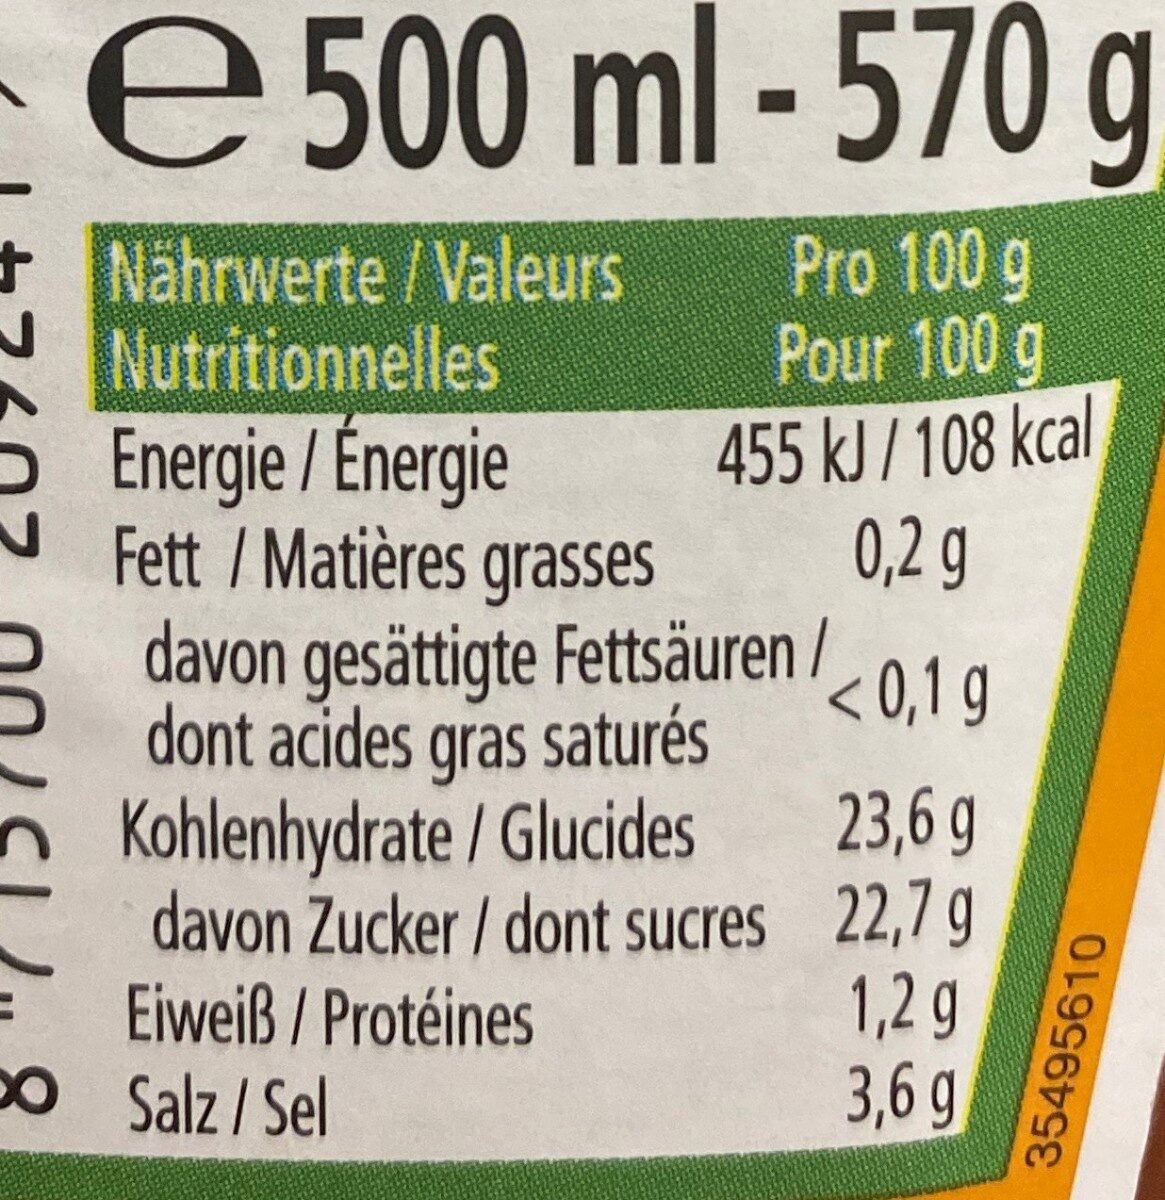 e 500 ml - 570 g
Nährwerte / Valeurs Pro 100 g
Nutritionnelles Pour 100 g
Energie / Énergie 455 kJ / 108 kcal
Fett / Matières grasses 0,2 g
davon gesättigte Fettsäuren /
dont acides gras saturés < 0,1 g
Kohlenhydrate / Glucides 23,6 g
davon Zucker / dont sucres 22,7 g
Eiweiß / Protéines 1,2 g
Salz / Sel 3,6 g
35495610